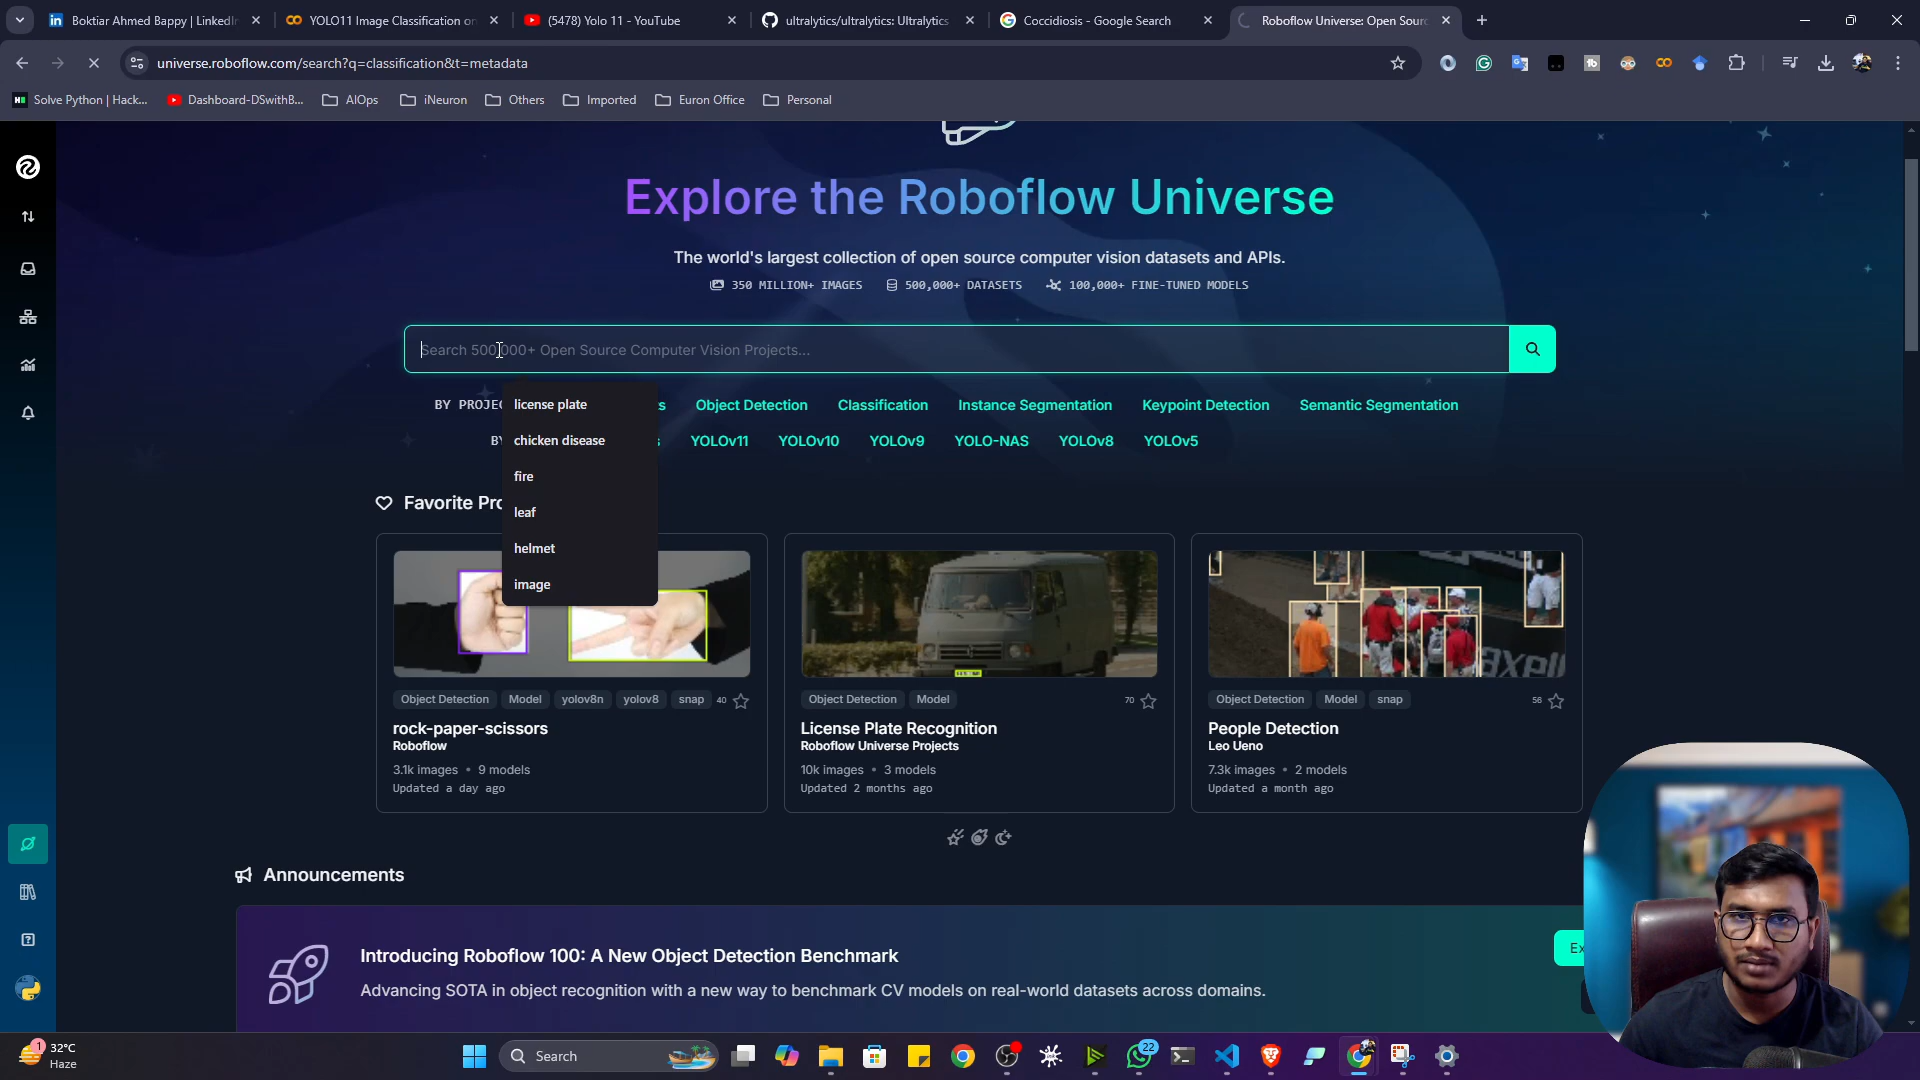 Boktiar Ahmed Bappy | LinkedIn
YOLO11 Image Classification on
(5478) Yolo 11 - YouTube
ultralytics/ultralytics: Ultralytics
Coccidiosis - Google Search
Roboflow Universe: Open Sour
universe.roboflow.com/search?q=classification&t=metadata
Solve Python | Hack...
Dashboard-DSwithB...
AIOps
iNeuron
Others
Imported
Euron Office
Personal
Explore the Roboflow Universe
The world's largest collection of open source computer vision datasets and APIs.
350 MILLION+ IMAGES
500,000+ DATASETS
100,000+ FINE-TUNED MODELS
Search 500,000+ Open Source Computer Vision Projects...
BY PROJEC
s
Object Detection
Classification
Instance Segmentation
Keypoint Detection
Semantic Segmentation
BY
s
YOLOv11
YOLOv10
YOLOv9
YOLO-NAS
YOLOv8
YOLOv5
license plate
chicken disease
fire
leaf
helmet
image
Favorite Pro
Object Detection
Model
yolov8n
yolov8
snap
40
rock-paper-scissors
Roboflow
3.1k images • 9 models
Updated a day ago
Object Detection
Model
70
License Plate Recognition
Roboflow Universe Projects
10k images • 3 models
Updated 2 months ago
axel
Object Detection
Model
snap
56
People Detection
Leo Ueno
7.3k images • 2 models
Updated a month ago
Announcements
Introducing Roboflow 100: A New Object Detection Benchmark
Advancing SOTA in object recognition with a new way to benchmark CV models on real-world datasets across domains.
Ex
1
32°C
Haze
Search
22